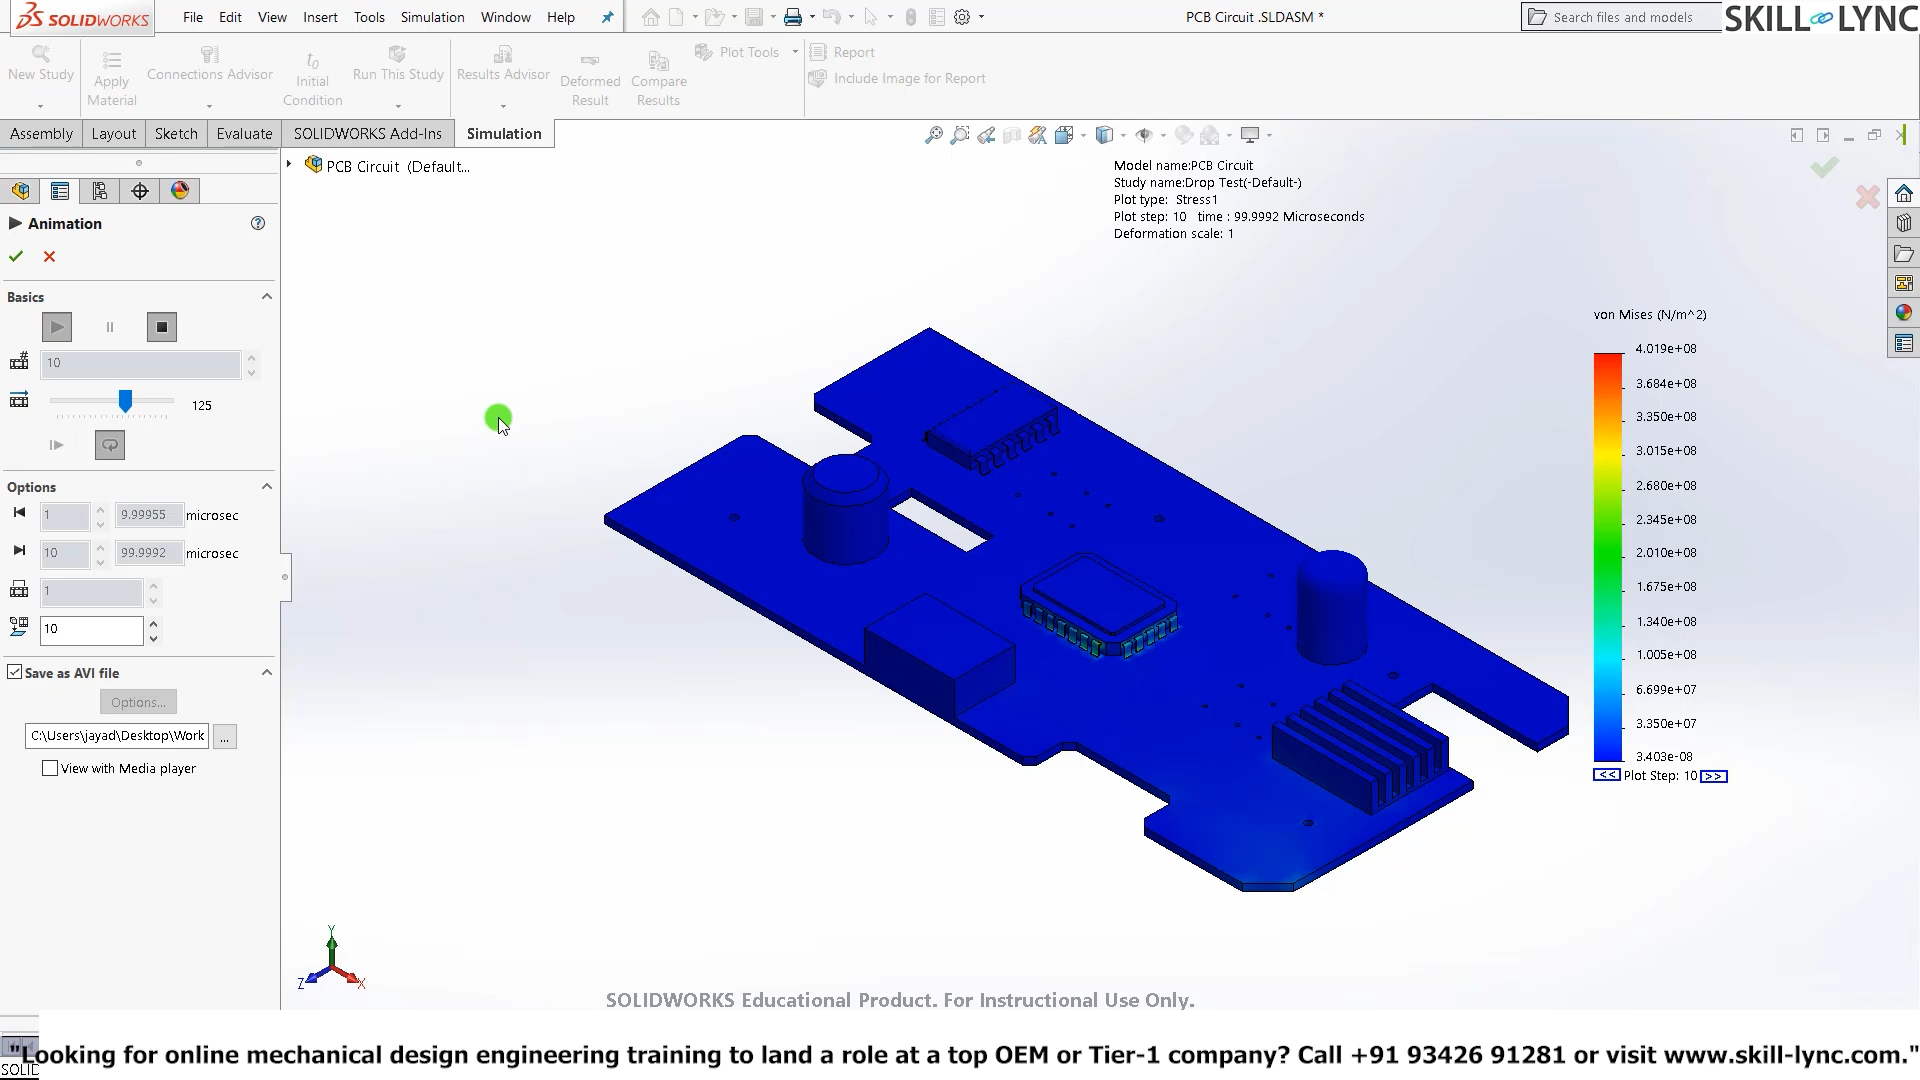 SOLIDWORKS
File Edit View Insert Tools Simulation Window Help
PCB Circuit .SLDASM *
Search files and models
SKILL LYNC
New Study
Apply Material
Connections Advisor
Initial Condition
Run This Study
Results Advisor
Deformed Result
Compare Results
Plot Tools
Report
Include Image for Report
Assembly Layout Sketch Evaluate SOLIDWORKS Add-Ins Simulation
PCB Circuit (Default...
Model name:PCB Circuit
Study name:Drop Test(-Default-)
Plot type: Stress1
Plot step: 10 time : 99.9992 Microseconds
Deformation scale: 1
Animation
Basics
10
125
Options
1 9.99955 microsec
10 99.9992 microsec
1
10
Save as AVI file
Options...
C:\Users\jayad\Desktop\Work ...
View with Media player
von Mises (N/m^2)
4.019e+08
3.684e+08
3.350e+08
3.015e+08
2.680e+08
2.345e+08
2.010e+08
1.675e+08
1.340e+08
1.005e+08
6.699e+07
3.350e+07
3.403e-08
<< Plot Step: 10 >>
Y
Z X
SOLIDWORKS Educational Product. For Instructional Use Only.
"Looking for online mechanical design engineering training to land a role at a top OEM or Tier-1 company? Call +91 93426 91281 or visit www.skill-lync.com."
SOLID